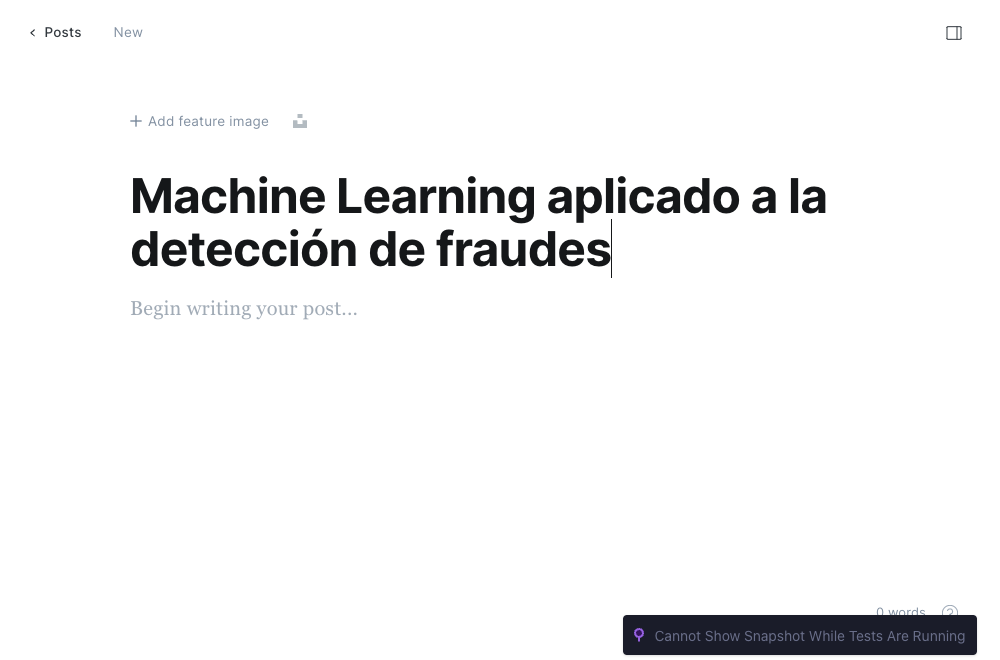 Posts New
Add feature image
Machine Learning aplicado a la
detección de fraudes
Begin writing your post...
0 words
Cannot Show Snapshot While Tests Are Running